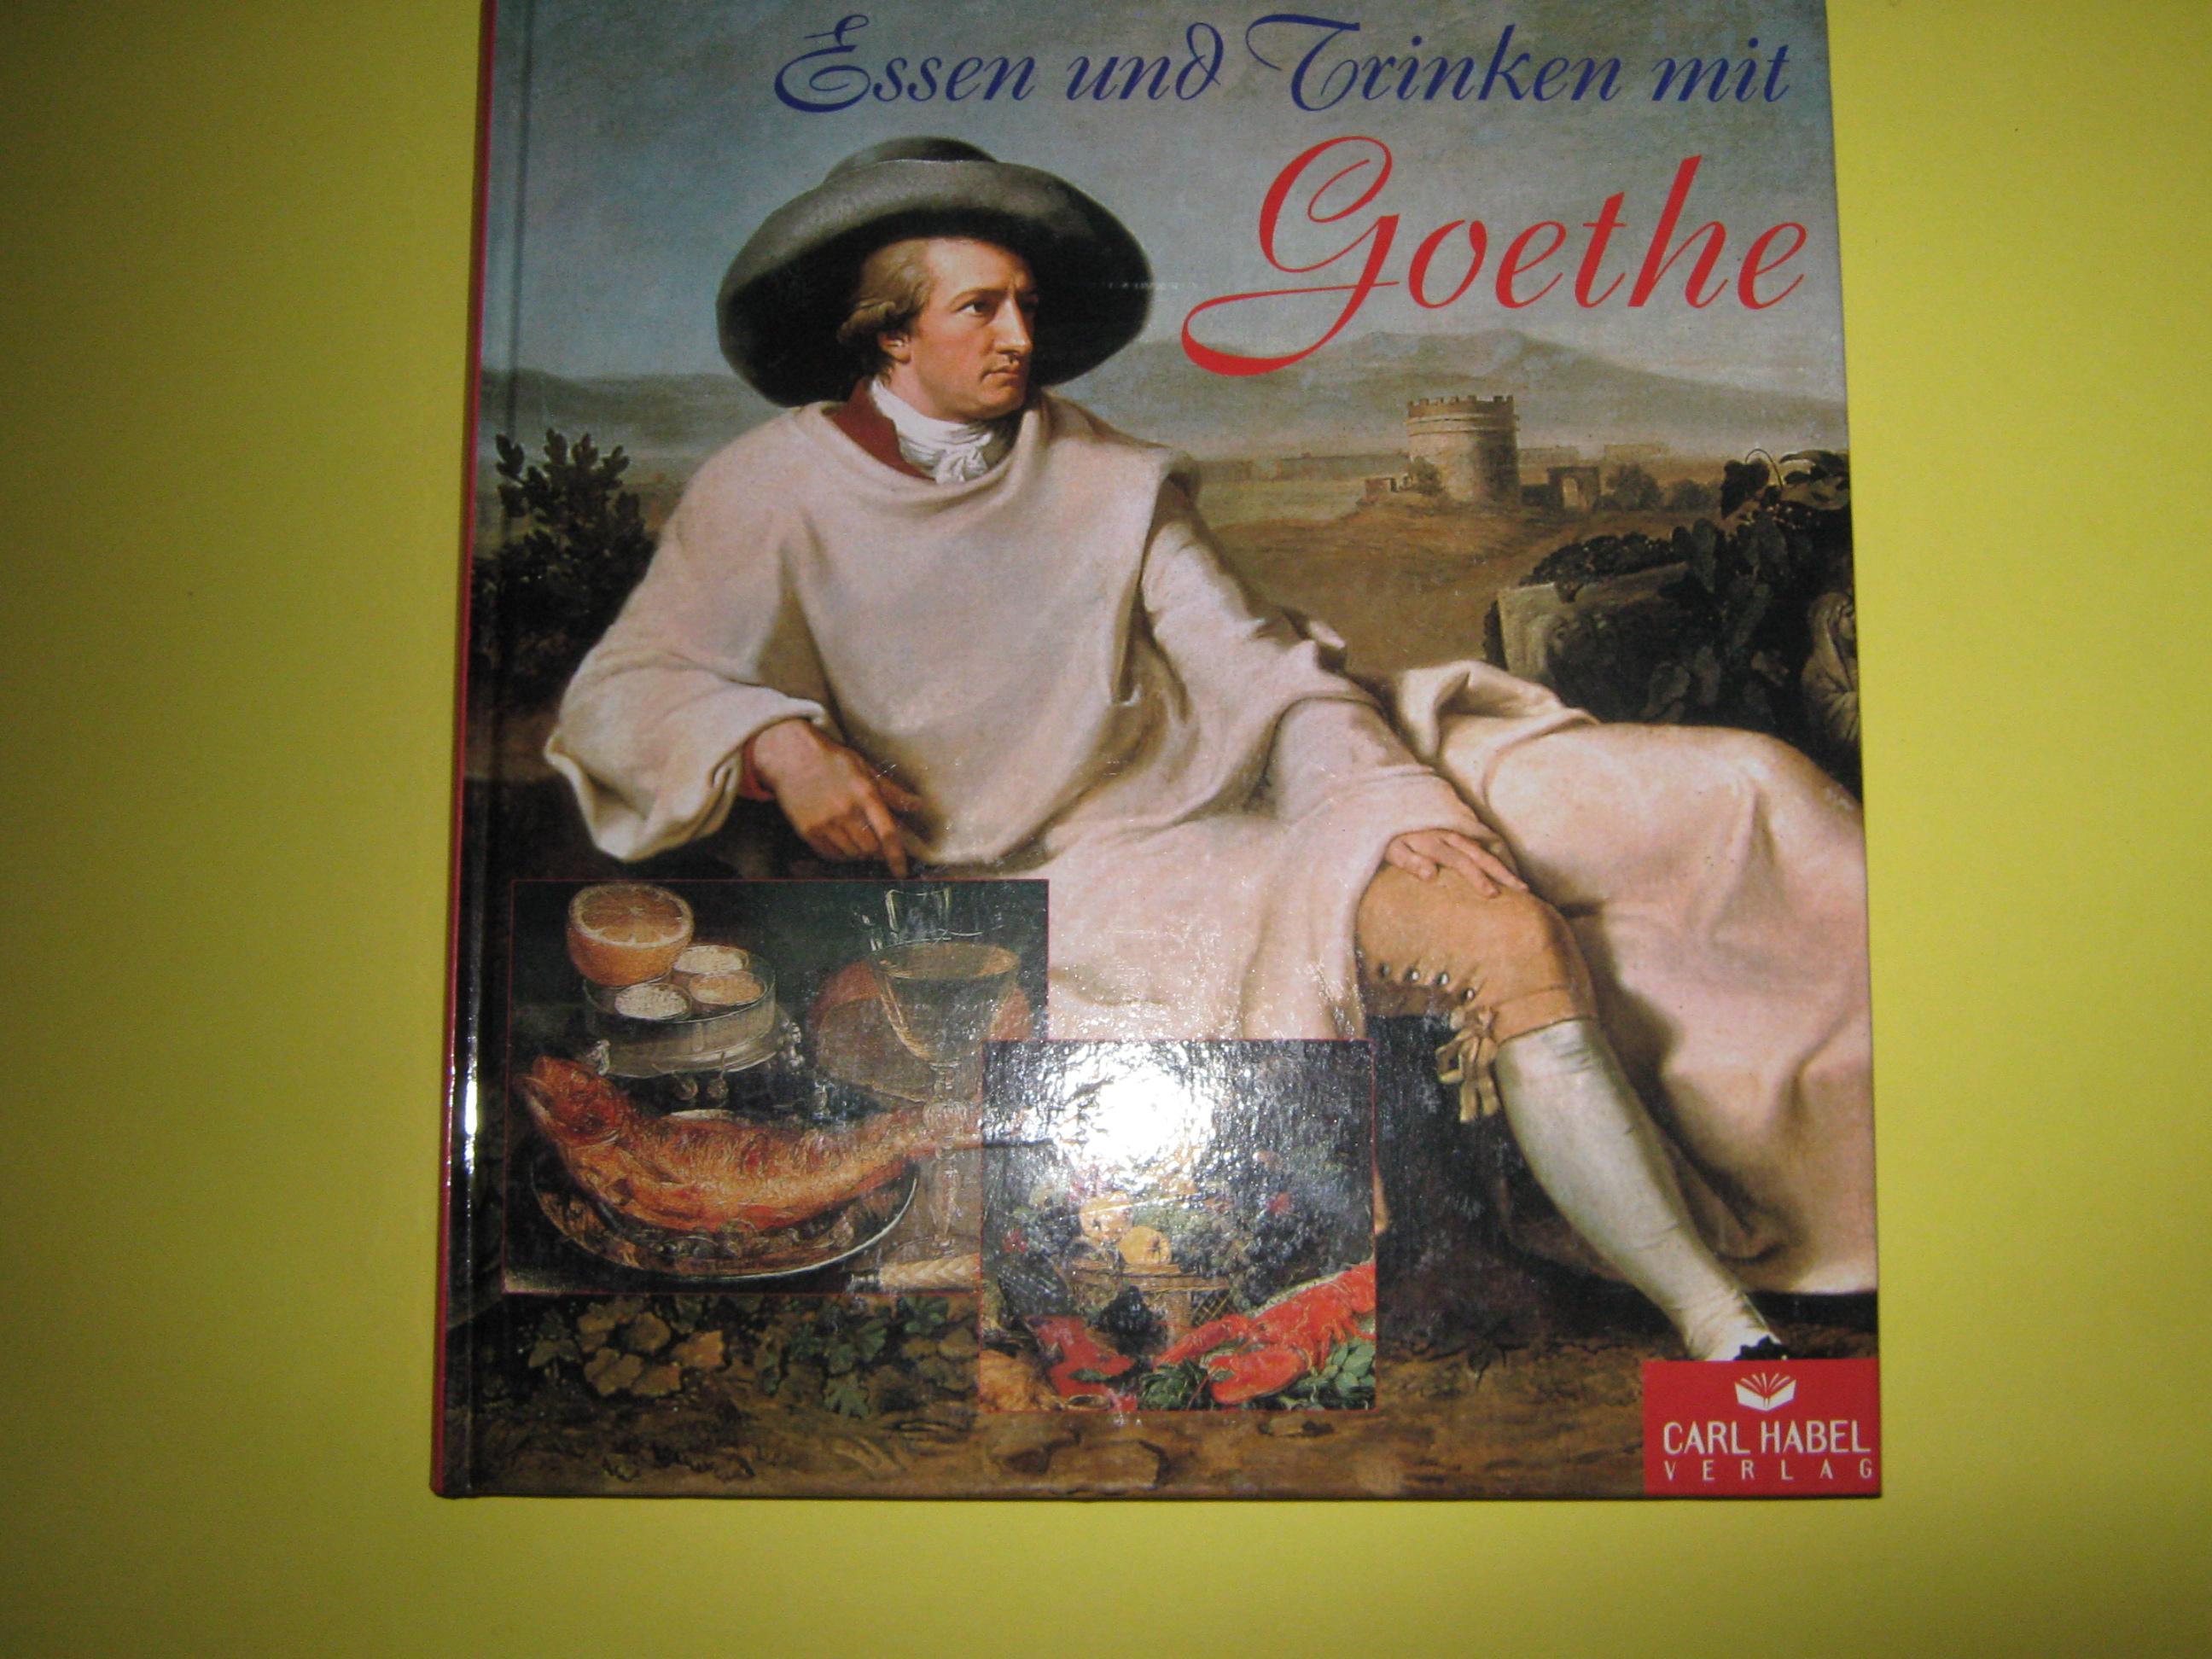 Essen und Trinken mit
Goethe
CARL HABEL
VERLAG